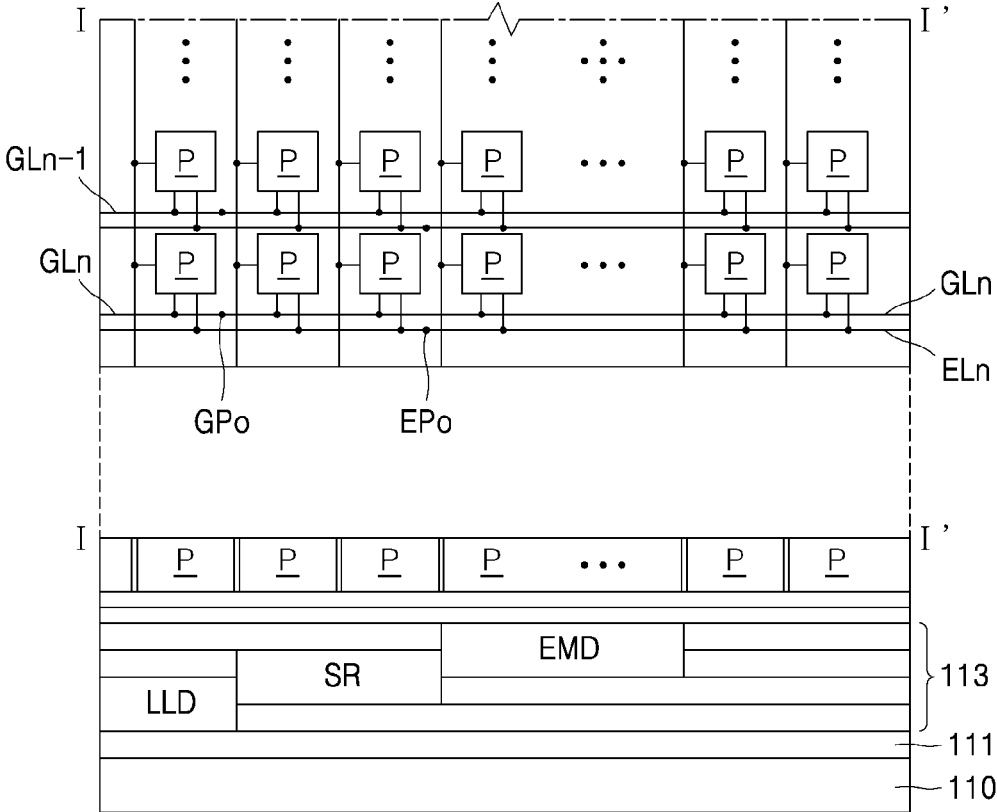 I I'
P P P P P P
GLn-1
P P P P P P
GLn GLn
ELn
GPo EPo
I I'
P P P P P P
EMD
SR 113
LLD
111
110